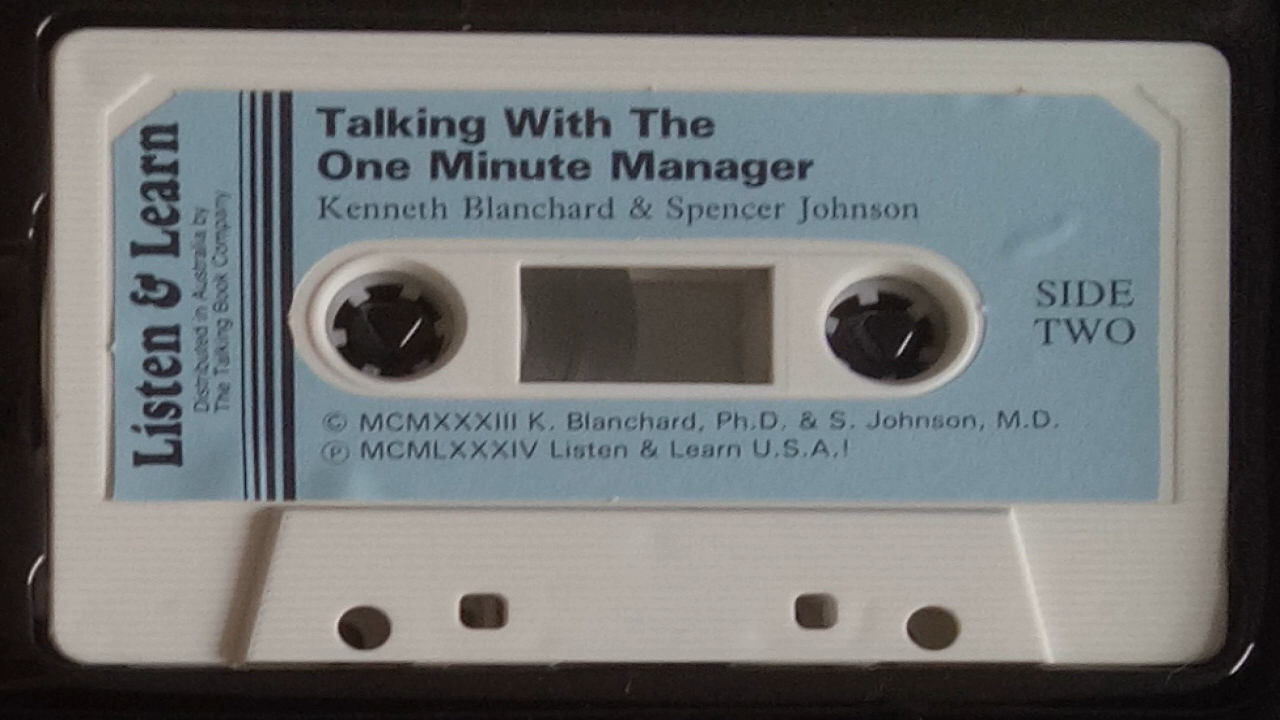 Listen & Learn
Distributed in Australia by
The Talking Book Company
Talking With The
One Minute Manager
Kenneth Blanchard & Spencer Johnson
SIDE
TWO
© MCMXXXIII K. Blanchard, Ph.D. & S. Johnson, M.D.
℗ MCMLXXXIV Listen & Learn U.S.A.!